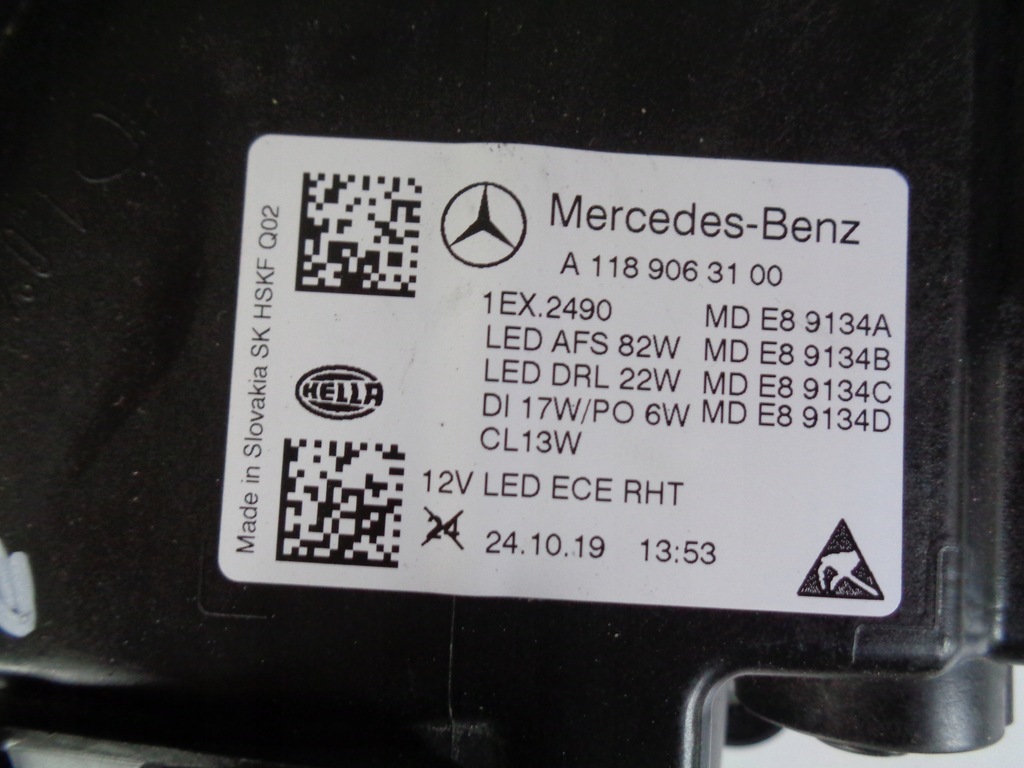 Made in Slovakia SK HSKF Q02
Mercedes-Benz
A 118 906 31 00
1EX.2490 MD E8 9134A
LED AFS 82W MD E8 9134B
LED DRL 22W MD E8 9134C
DI 17W/PO 6W MD E8 9134D
CL13W
HELLA
12V LED ECE RHT
24 24.10.19 13:53